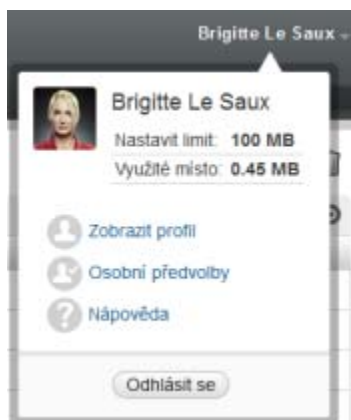 Brigitte Le Saux
Brigitte Le Saux
Nastavit limit: 100 MB
Využité místo: 0.45 MB
Zobrazit profil
Osobní předvolby
Nápověda
Odhlásit se